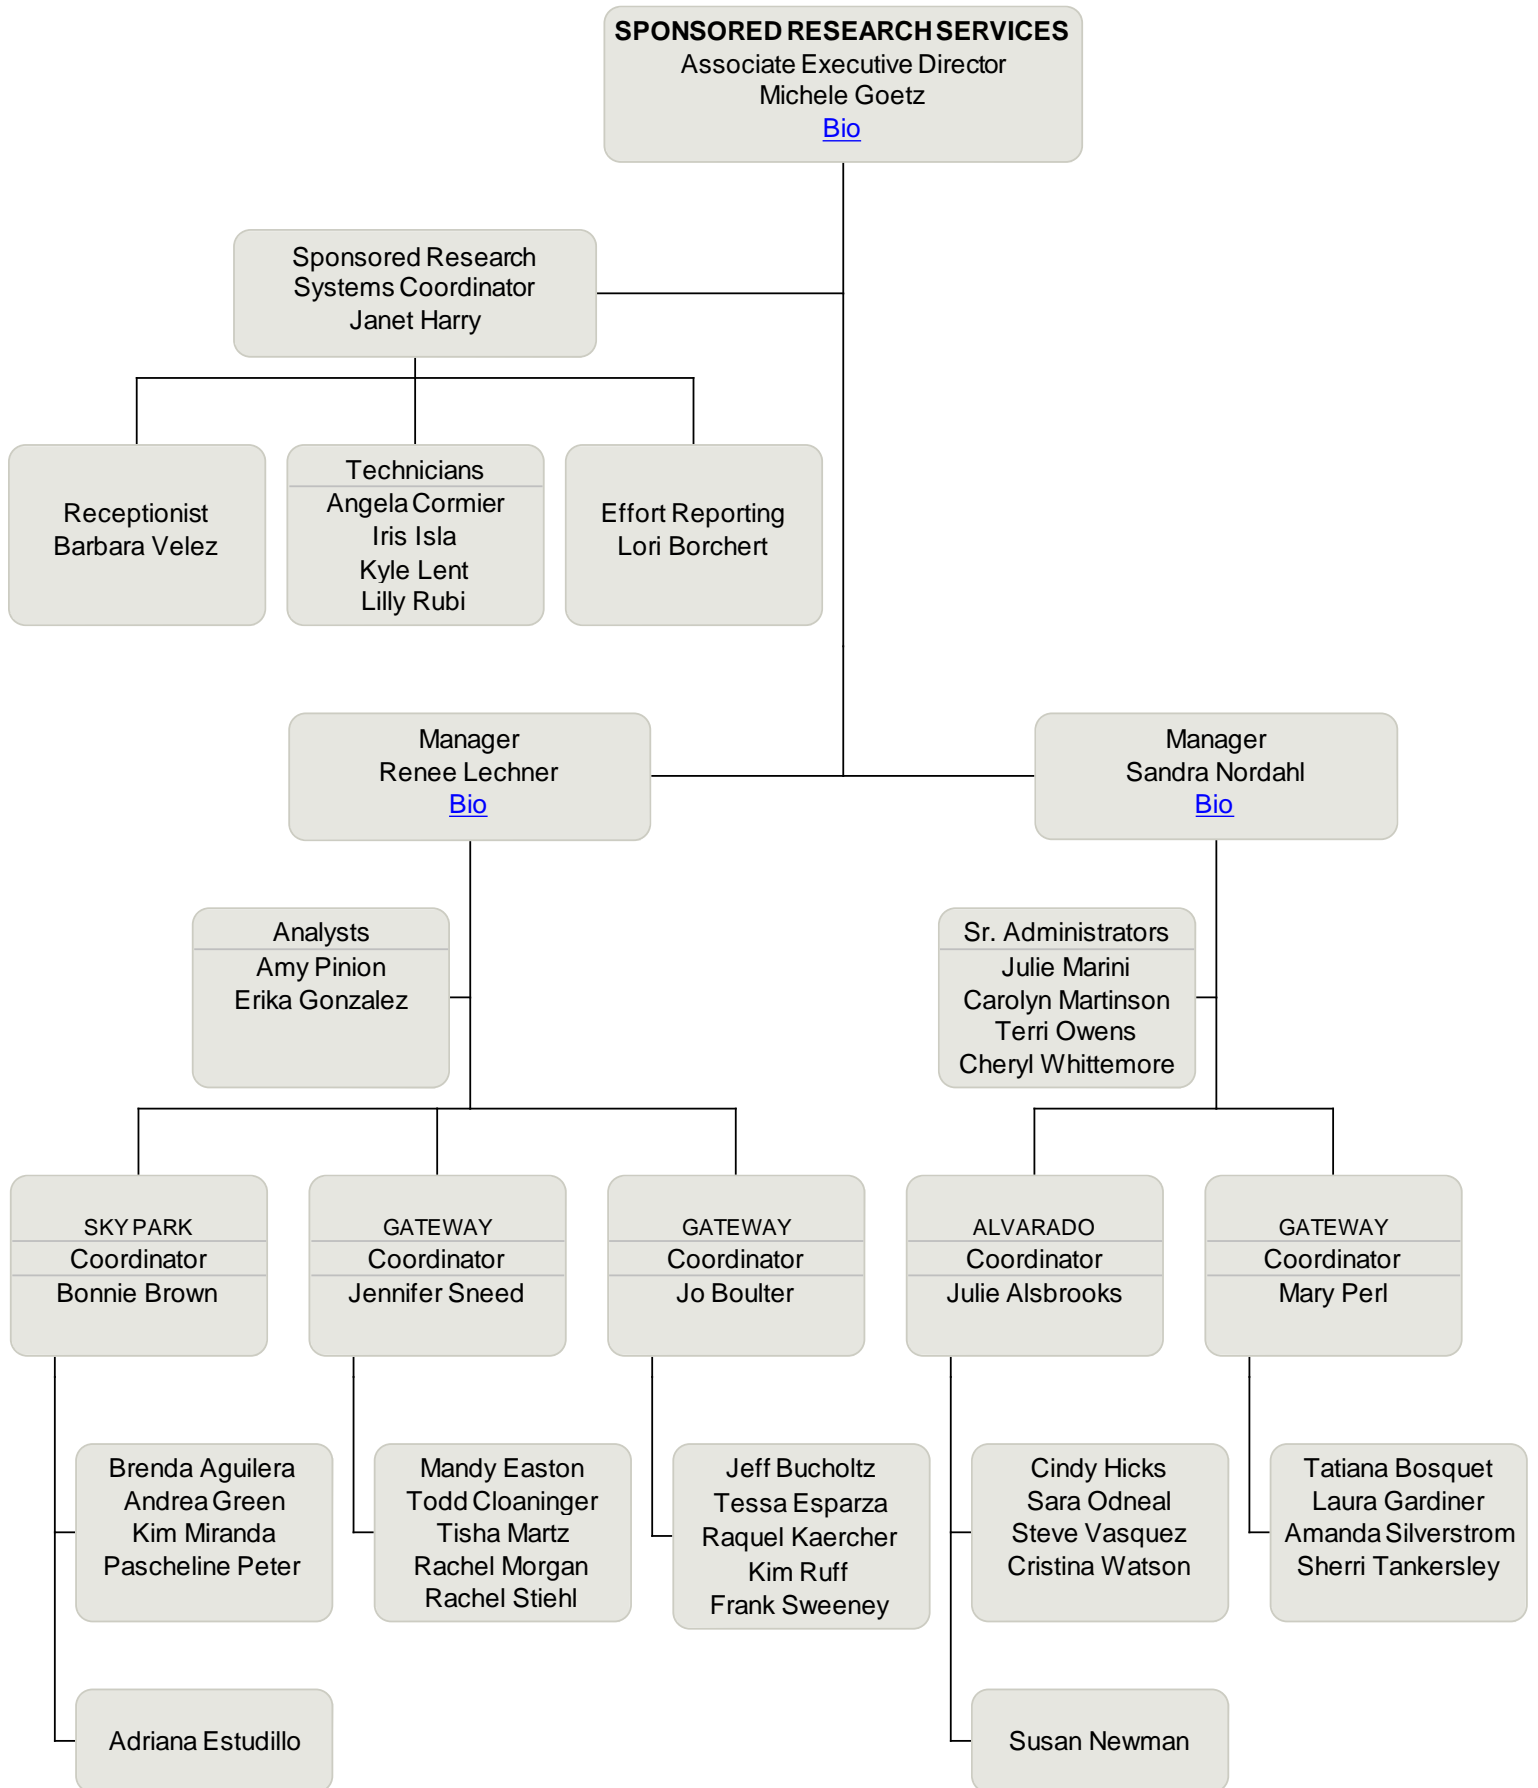 SPONSORED RESEARCH SERVICES
Associate Executive Director
Michele Goetz
Bio
Sponsored Research
Systems Coordinator
Janet Harry
Receptionist
Barbara Velez
Technicians
Angela Cormier
Iris Isla
Kyle Lent
Lilly Rubi
Effort Reporting
Lori Borchert
Manager
Renee Lechner
Bio
Manager
Sandra Nordahl
Bio
Analysts
Amy Pinion
Erika Gonzalez
Sr. Administrators
Julie Marini
Carolyn Martinson
Terri Owens
Cheryl Whittemore
SKY PARK
Coordinator
Bonnie Brown
GATEWAY
Coordinator
Jennifer Sneed
GATEWAY
Coordinator
Jo Boulter
ALVARADO
Coordinator
Julie Alsbrooks
GATEWAY
Coordinator
Mary Perl
Brenda Aguilera
Andrea Green
Kim Miranda
Pascheline Peter
Mandy Easton
Todd Cloaninger
Tisha Martz
Rachel Morgan
Rachel Stiehl
Jeff Bucholtz
Tessa Esparza
Raquel Kaercher
Kim Ruff
Frank Sweeney
Cindy Hicks
Sara Odneal
Steve Vasquez
Cristina Watson
Tatiana Bosquet
Laura Gardiner
Amanda Silverstrom
Sherri Tankersley
Adriana Estudillo
Susan Newman